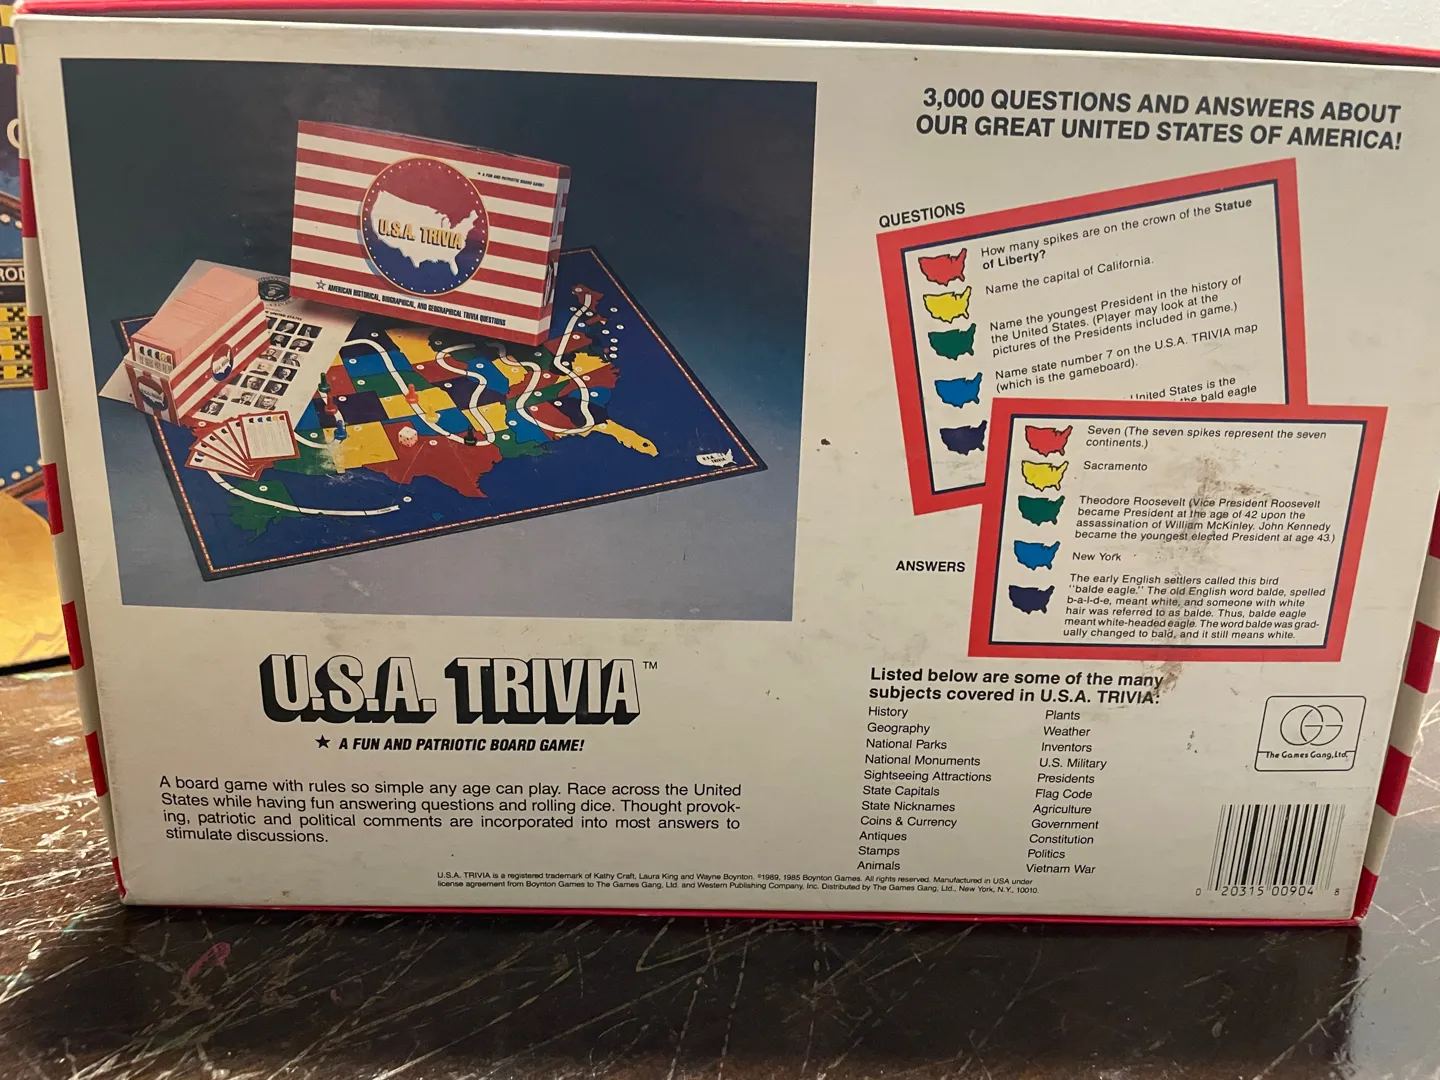 3,000 QUESTIONS AND ANSWERS ABOUT
OUR GREAT UNITED STATES OF AMERICA!
★ A FUN AND PATRIOTIC BOARD GAME!
U.S.A. TRIVIA
☆ AMERICAN HISTORICAL, BIOGRAPHICAL, AND GEOGRAPHICAL TRIVIA QUESTIONS
U.S.A.
TRIVIA
QUESTIONS
How many spikes are on the crown of the Statue
of Liberty?
Name the capital of California.
Name the youngest President in the history of
the United States. (Player may look at the
pictures of the Presidents included in game.)
Name state number 7 on the U.S.A. TRIVIA map
(which is the gameboard).
United States is the
the bald eagle
ANSWERS
Seven (The seven spikes represent the seven
continents.)
Sacramento
Theodore Roosevelt (Vice President Roosevelt
became President at the age of 42 upon the
assassination of William McKinley. John Kennedy
became the youngest elected President at age 43.)
New York
The early English settlers called this bird
"balde eagle." The old English word balde, spelled
b-a-l-d-e, meant white, and someone with white
hair was referred to as balde. Thus, balde eagle
meant white-headed eagle. The word balde was grad-
ually changed to bald, and it still means white.
U.S.A. TRIVIA™
★ A FUN AND PATRIOTIC BOARD GAME!
A board game with rules so simple any age can play. Race across the United
States while having fun answering questions and rolling dice. Thought provok-
ing, patriotic and political comments are incorporated into most answers to
stimulate discussions.
Listed below are some of the many
subjects covered in U.S.A. TRIVIA:
History
Geography
National Parks
National Monuments
Sightseeing Attractions
State Capitals
State Nicknames
Coins & Currency
Antiques
Stamps
Animals
Plants
Weather
Inventors
U.S. Military
Presidents
Flag Code
Agriculture
Government
Constitution
Politics
Vietnam War
The Games Gang, Ltd.
U.S.A. TRIVIA is a registered trademark of Kathy Craft, Laura King and Wayne Boynton. ©1989, 1985 Boynton Games. All rights reserved. Manufactured in USA under
license agreement from Boynton Games to The Games Gang, Ltd. and Western Publishing Company, Inc. Distributed by The Games Gang, Ltd., New York, N.Y., 10010.
0 20315 00904 8